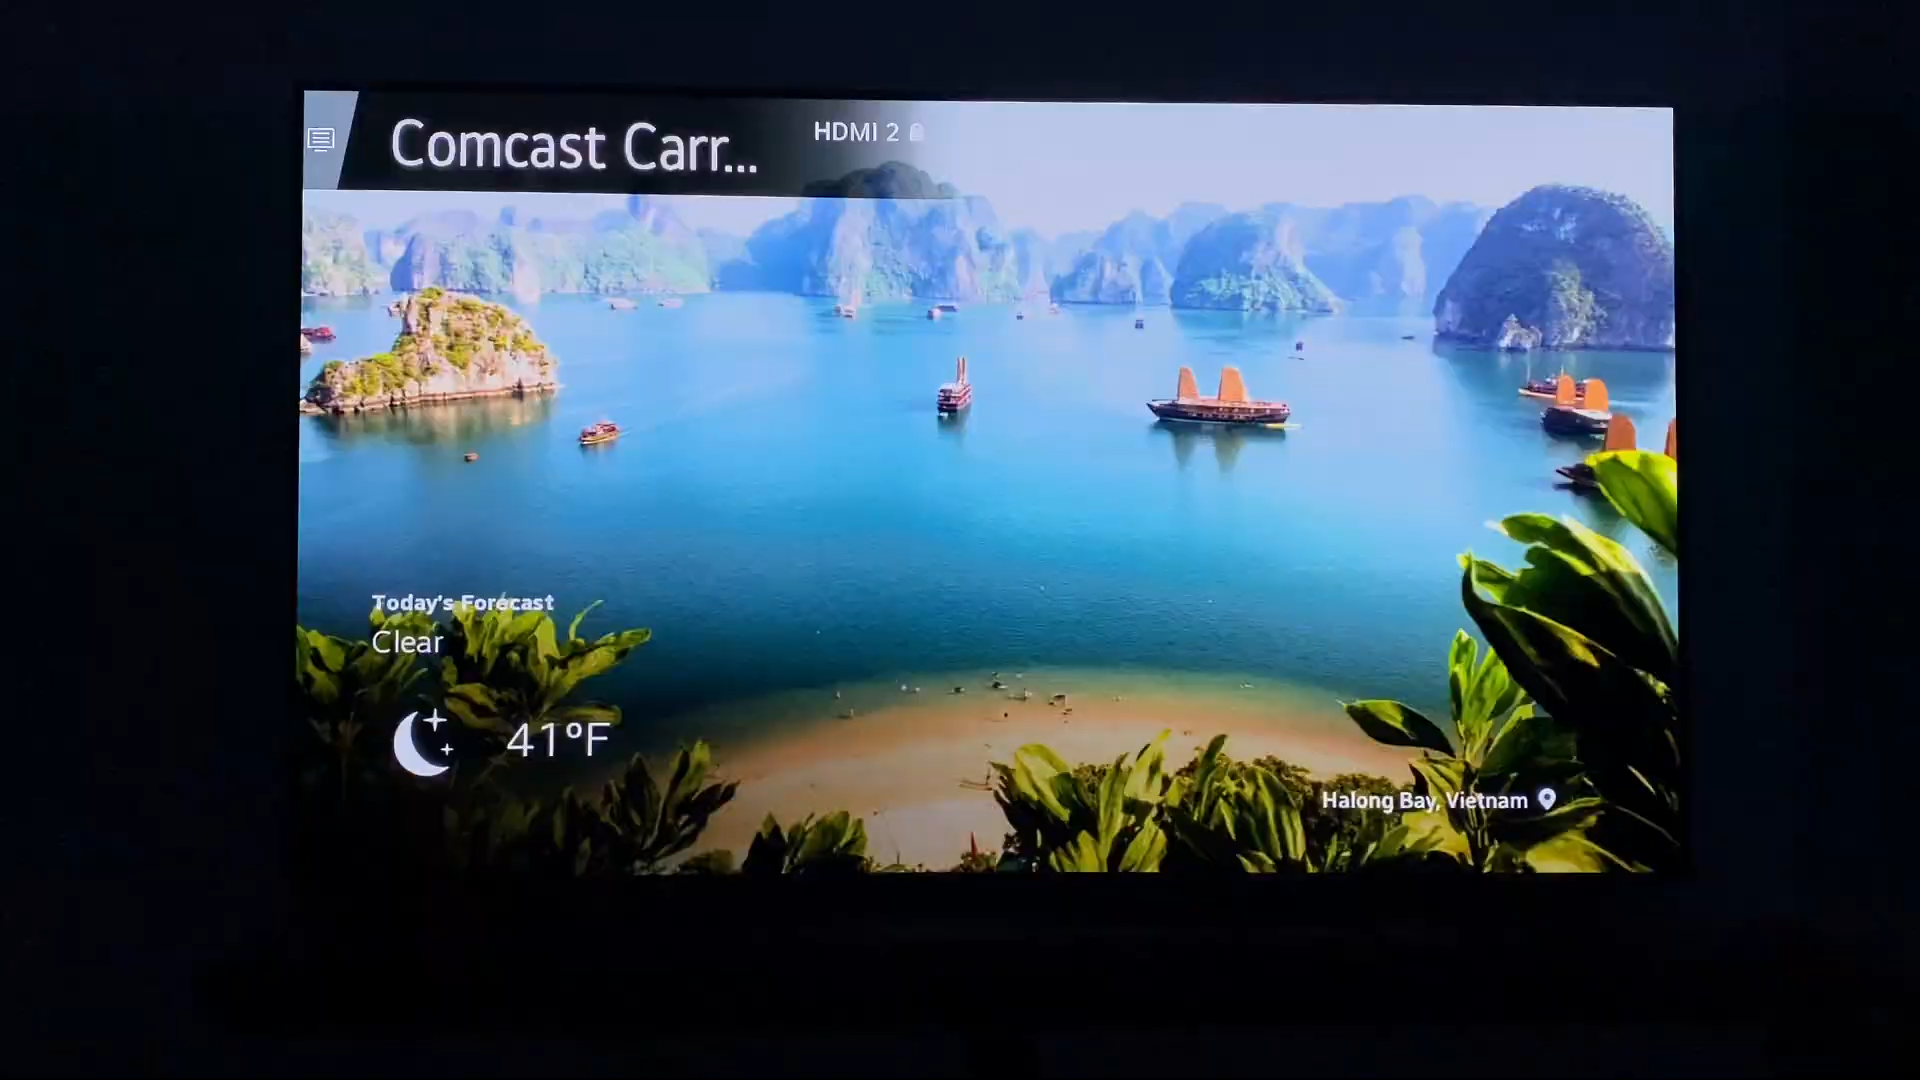 Comcast Carr...
HDMI 2
Today's Forecast
Clear
41°F
Halong Bay, Vietnam